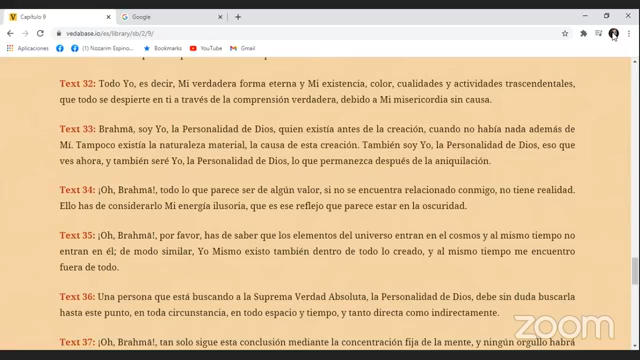 Capítulo 9
Google
vedabase.io/es/library/sb/2/9/
Aplicaciones
(1) Nozarim Espino...
Bookmarks
YouTube
Gmail
Text 32: Todo Yo, es decir, Mi verdadera forma eterna y Mi existencia, color, cualidades y actividades trascendentales,
que todo se despierte en ti a través de la comprensión verdadera, debido a Mi misericordia sin causa.
Text 33: Brahmā, soy Yo, la Personalidad de Dios, quien existía antes de la creación, cuando no había nada además de
Mí. Tampoco existía la naturaleza material, la causa de esta creación. También soy Yo, la Personalidad de Dios, eso que
ves ahora, y también seré Yo, la Personalidad de Dios, lo que permanezca después de la aniquilación.
Text 34: ¡Oh, Brahmā!, todo lo que parece ser de algún valor, si no se encuentra relacionado conmigo, no tiene realidad.
Ello has de considerarlo Mi energía ilusoria, que es ese reflejo que parece estar en la oscuridad.
Text 35: ¡Oh, Brahmā!, por favor, has de saber que los elementos del universo entran en el cosmos y al mismo tiempo no
entran en él; de modo similar, Yo Mismo existo también dentro de todo lo creado, y al mismo tiempo me encuentro
fuera de todo.
Text 36: Una persona que está buscando a la Suprema Verdad Absoluta, la Personalidad de Dios, debe sin duda buscarla
hasta este punto, en toda circunstancia, en todo espacio y tiempo, y tanto directa como indirectamente.
Text 37: ¡Oh, Brahmā!, tan solo sigue esta conclusión mediante la concentración fija de la mente, y ningún orgullo habrá
zoom